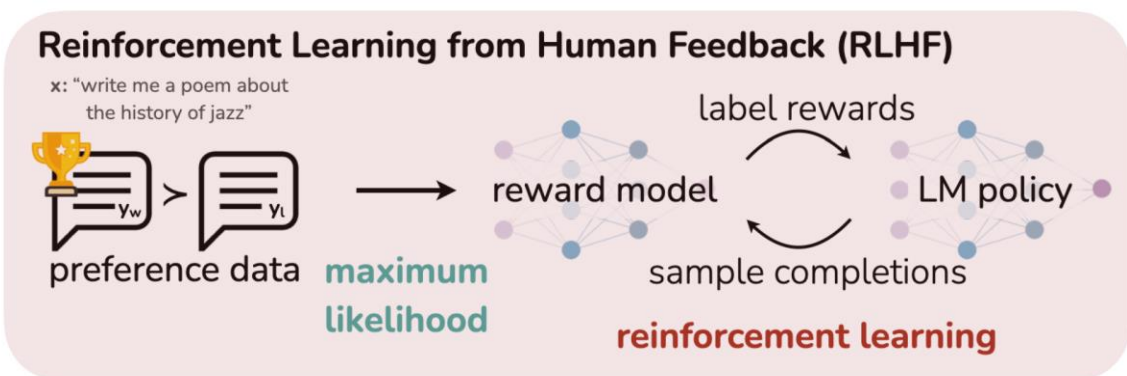 Reinforcement Learning from Human Feedback (RLHF)
x: “write me a poem about
the history of jazz”
label rewards
yw > yl
reward model
LM policy
preference data
maximum
likelihood
sample completions
reinforcement learning